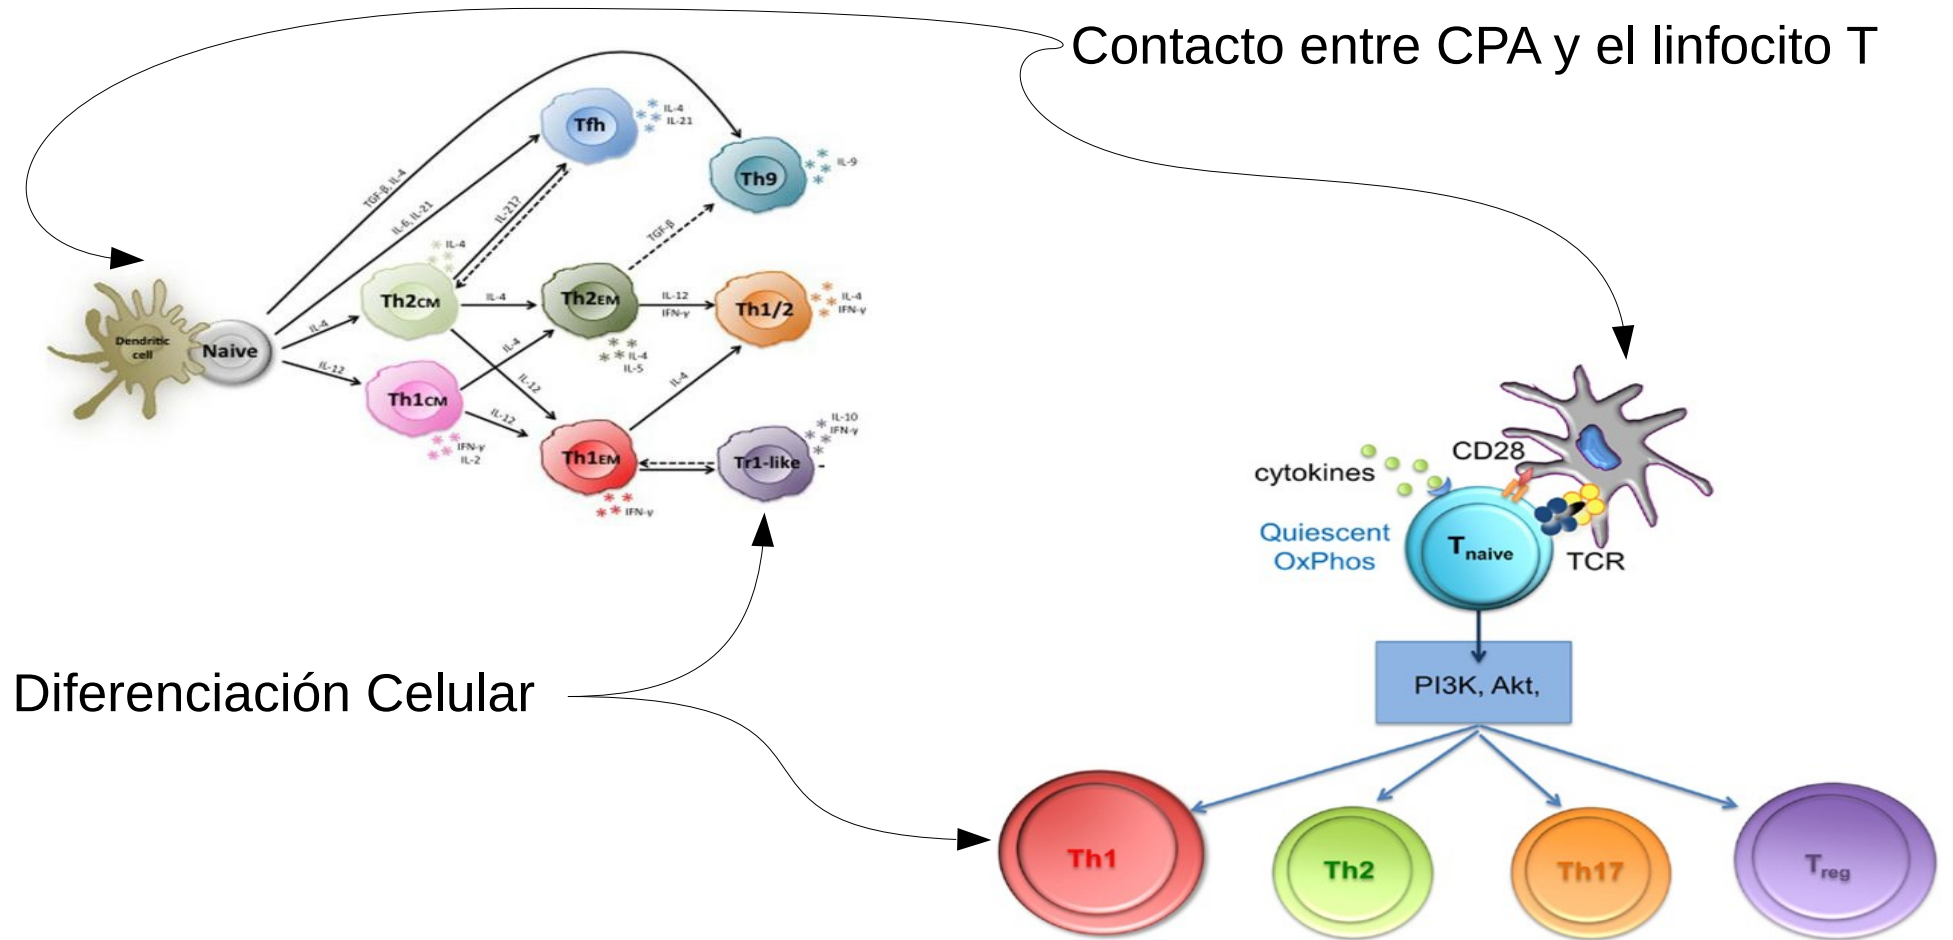 Contacto entre CPA y el linfocito T
Tfh
IL-4
IL-21
Th9
IL-9
TGF-β, IL-4
IL-6, IL-21
IL-21?
TGF-β
IL-4
Th2CM
IL-4
Th2EM
IL-12
IFN-γ
Th1/2
IL-4
IFN-γ
Dendritic
cell
Naive
IL-4
IL-12
IL-4
IL-4
IL-5
IL-12
IL-4
Th1CM
IL-12
IFN-γ
IL-2
Th1EM
IFN-γ
Tr1-like
IL-10
IFN-γ
-
CD28
cytokines
Quiescent
OxPhos
Tnaive
TCR
Diferenciación Celular
PI3K, Akt,
Th1
Th2
Th17
Treg